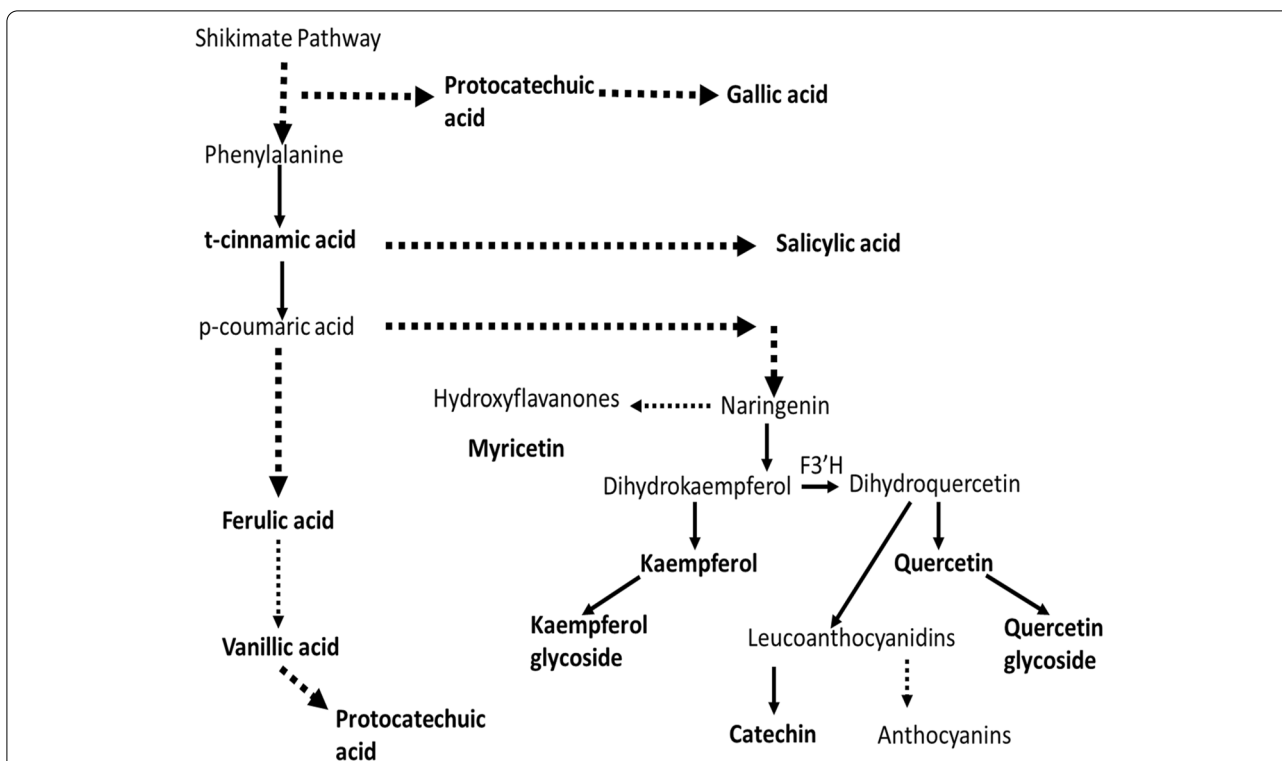 Shikimate Pathway
Protocatechuic
acid
Gallic acid
Phenylalanine
t-cinnamic acid
Salicylic acid
p-coumaric acid
Hydroxyflavanones
Naringenin
Myricetin
F3’H
Dihydrokaempferol
Dihydroquercetin
Ferulic acid
Kaempferol
Quercetin
Kaempferol
glycoside
Leucoanthocyanidins
Quercetin
glycoside
Vanillic acid
Protocatechuic
acid
Catechin
Anthocyanins